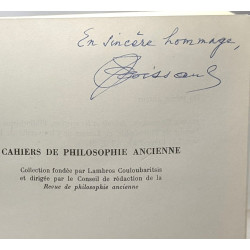 En sincère hommage,
CAHIERS DE PHILOSOPHIE ANCIENNE
Collection fondée par Lambros Couloubaritsis
et dirigée par le Conseil de rédaction de la
Revue de philosophie ancienne